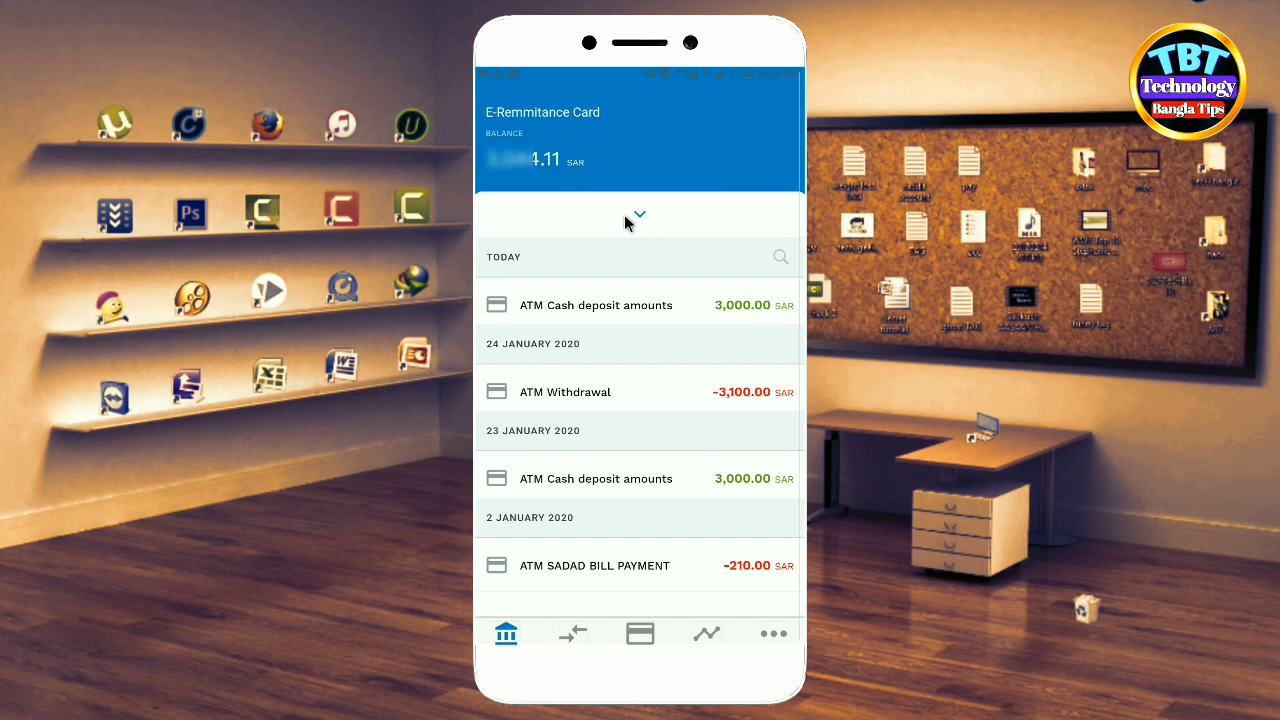 E-Remmitance Card
BALANCE
4.11 SAR
TODAY
ATM Cash deposit amounts 3,000.00 SAR
24 JANUARY 2020
ATM Withdrawal -3,100.00 SAR
23 JANUARY 2020
ATM Cash deposit amounts 3,000.00 SAR
2 JANUARY 2020
ATM SADAD BILL PAYMENT -210.00 SAR
TBT
Technology
Bangla Tips
Ps